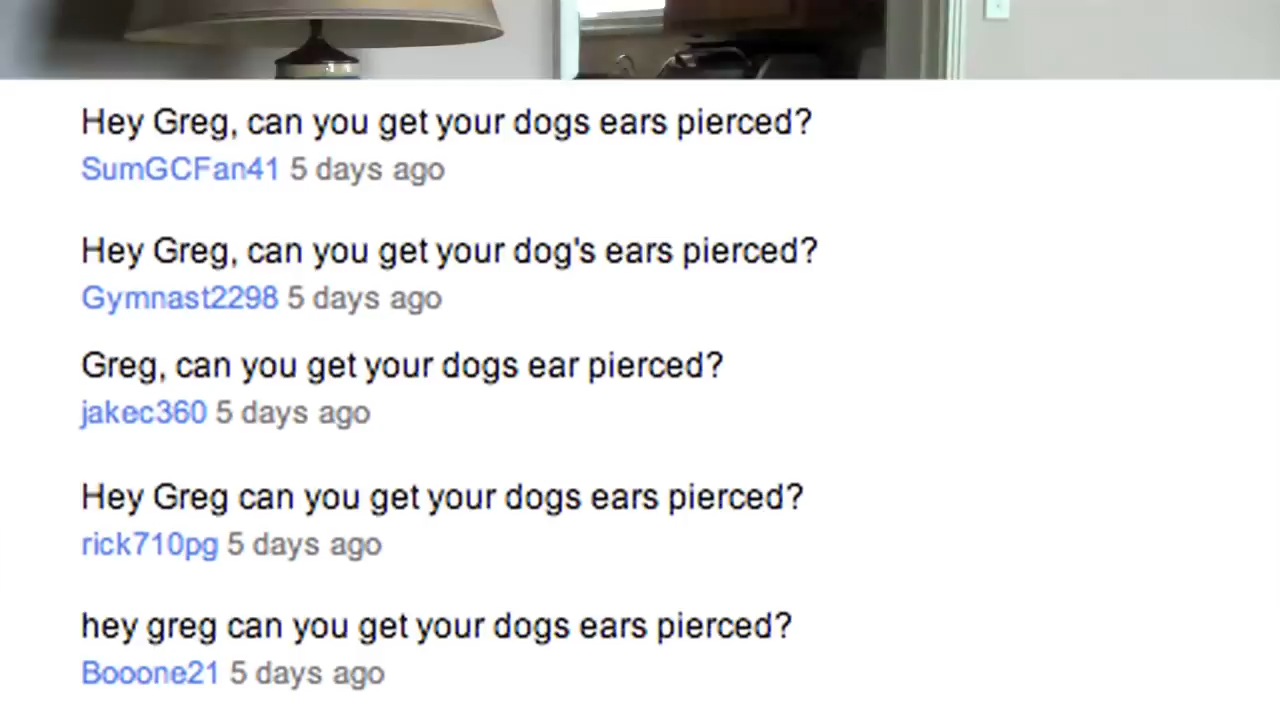 Hey Greg, can you get your dogs ears pierced?
SumGCFan41 5 days ago
Hey Greg, can you get your dog's ears pierced?
Gymnast2298 5 days ago
Greg, can you get your dogs ear pierced?
jakec360 5 days ago
Hey Greg can you get your dogs ears pierced?
rick710pg 5 days ago
hey greg can you get your dogs ears pierced?
Booone21 5 days ago